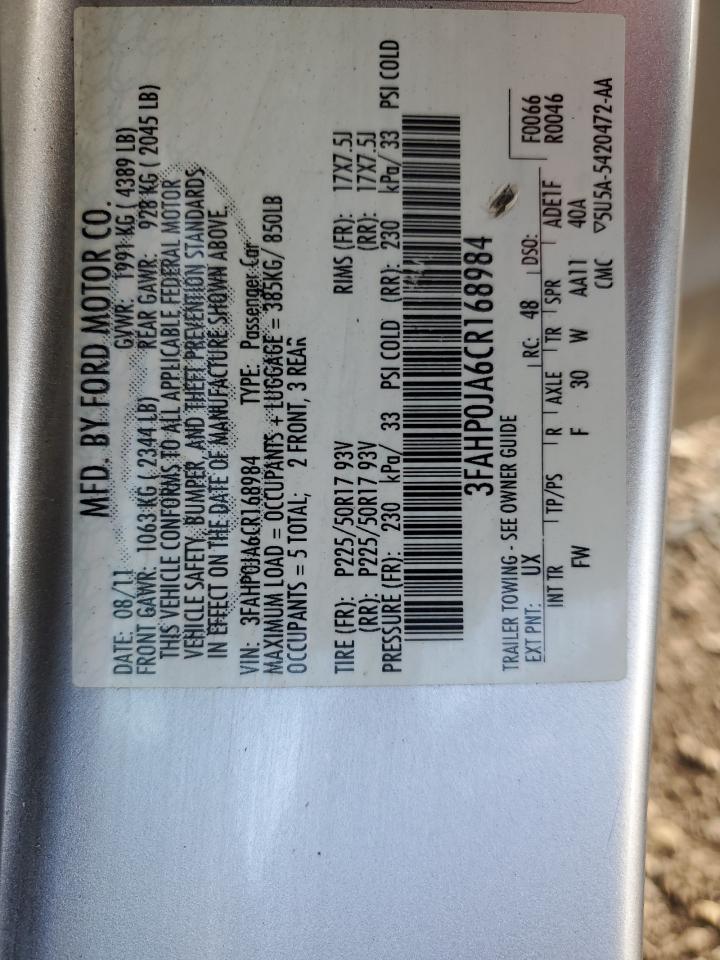 MFD. BY FORD MOTOR CO.
DATE: 08/11 GVWR: 1991 KG ( 4389 LB)
FRONT GAWR: 1063 KG ( 2344 LB) REAR GAWR: 928 KG ( 2045 LB)
THIS VEHICLE CONFORMS TO ALL APPLICABLE FEDERAL MOTOR
VEHICLE SAFETY, BUMPER, AND THEFT PREVENTION STANDARDS
IN EFFECT ON THE DATE OF MANUFACTURE SHOWN ABOVE.
VIN: 3FAHP0JA6CR168984 TYPE: Passenger Car
MAXIMUM LOAD = OCCUPANTS + LUGGAGE = 385KG/ 850LB
OCCUPANTS = 5 TOTAL; 2 FRONT, 3 REAR
TIRE (FR): P225/50R17 93V RIMS (FR): 17X7.5J
(RR): P225/50R17 93V (RR): 17X7.5J
PRESSURE (FR): 230 kPa/ 33 PSI COLD (RR): 230 kPa/ 33 PSI COLD
3FAHP0JA6CR168984
TRAILER TOWING - SEE OWNER GUIDE F0066
EXT PNT: UX RC: 48 DSO: R0046
INT TR TP/PS R AXLE TR SPR ADE1F
FW F 30 W AA11 40A
CMC ▽5U5A-5420472-AA